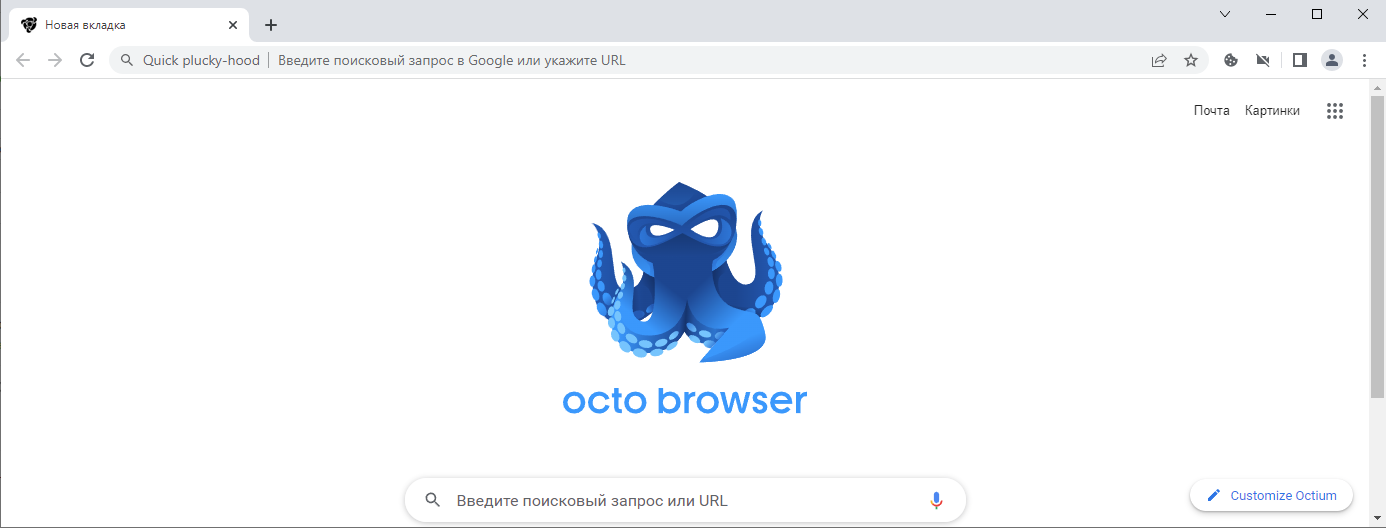 Новая вкладка
Quick plucky-hood | Введите поисковый запрос в Google или укажите URL
Почта Картинки
octo browser
Введите поисковый запрос или URL
Customize Octium